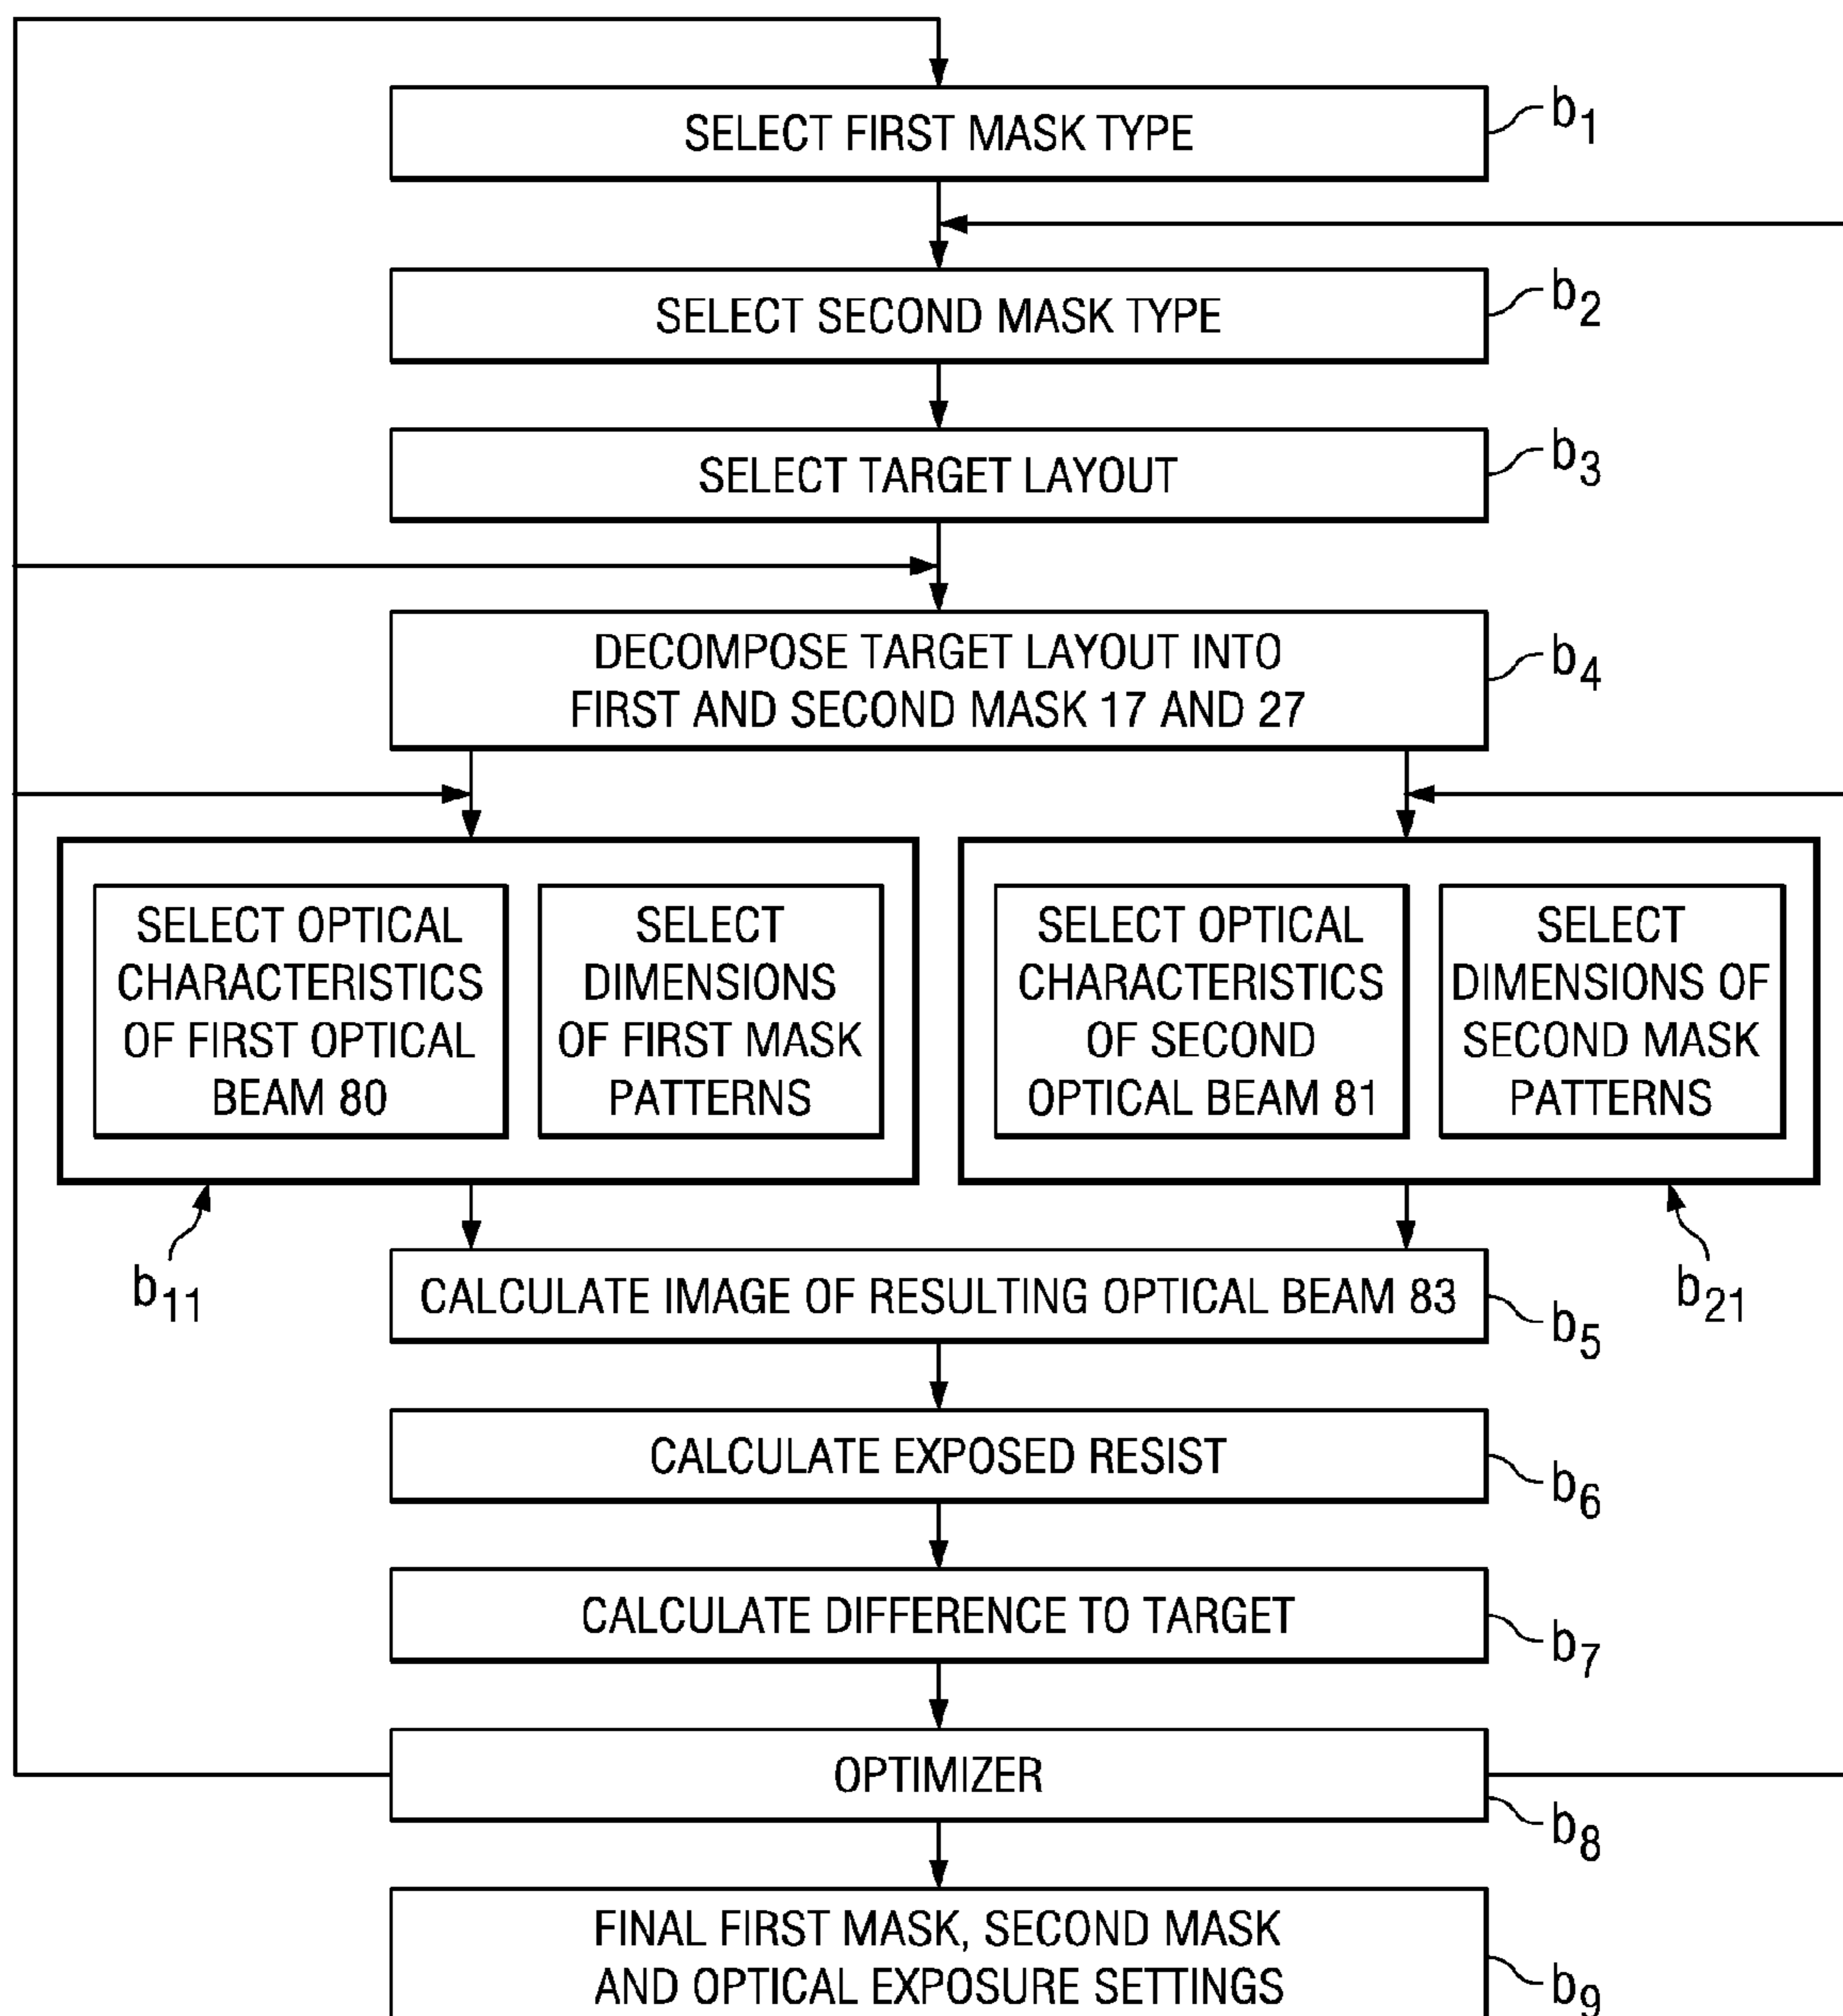 SELECT FIRST MASK TYPE
b1
SELECT SECOND MASK TYPE
b2
SELECT TARGET LAYOUT
b3
DECOMPOSE TARGET LAYOUT INTO
FIRST AND SECOND MASK 17 AND 27
b4
SELECT OPTICAL
CHARACTERISTICS
OF FIRST OPTICAL
BEAM 80
SELECT
DIMENSIONS
OF FIRST MASK
PATTERNS
b11
SELECT OPTICAL
CHARACTERISTICS
OF SECOND
OPTICAL BEAM 81
SELECT
DIMENSIONS OF
SECOND MASK
PATTERNS
b21
CALCULATE IMAGE OF RESULTING OPTICAL BEAM 83
b5
CALCULATE EXPOSED RESIST
b6
CALCULATE DIFFERENCE TO TARGET
b7
OPTIMIZER
b8
FINAL FIRST MASK, SECOND MASK
AND OPTICAL EXPOSURE SETTINGS
b9